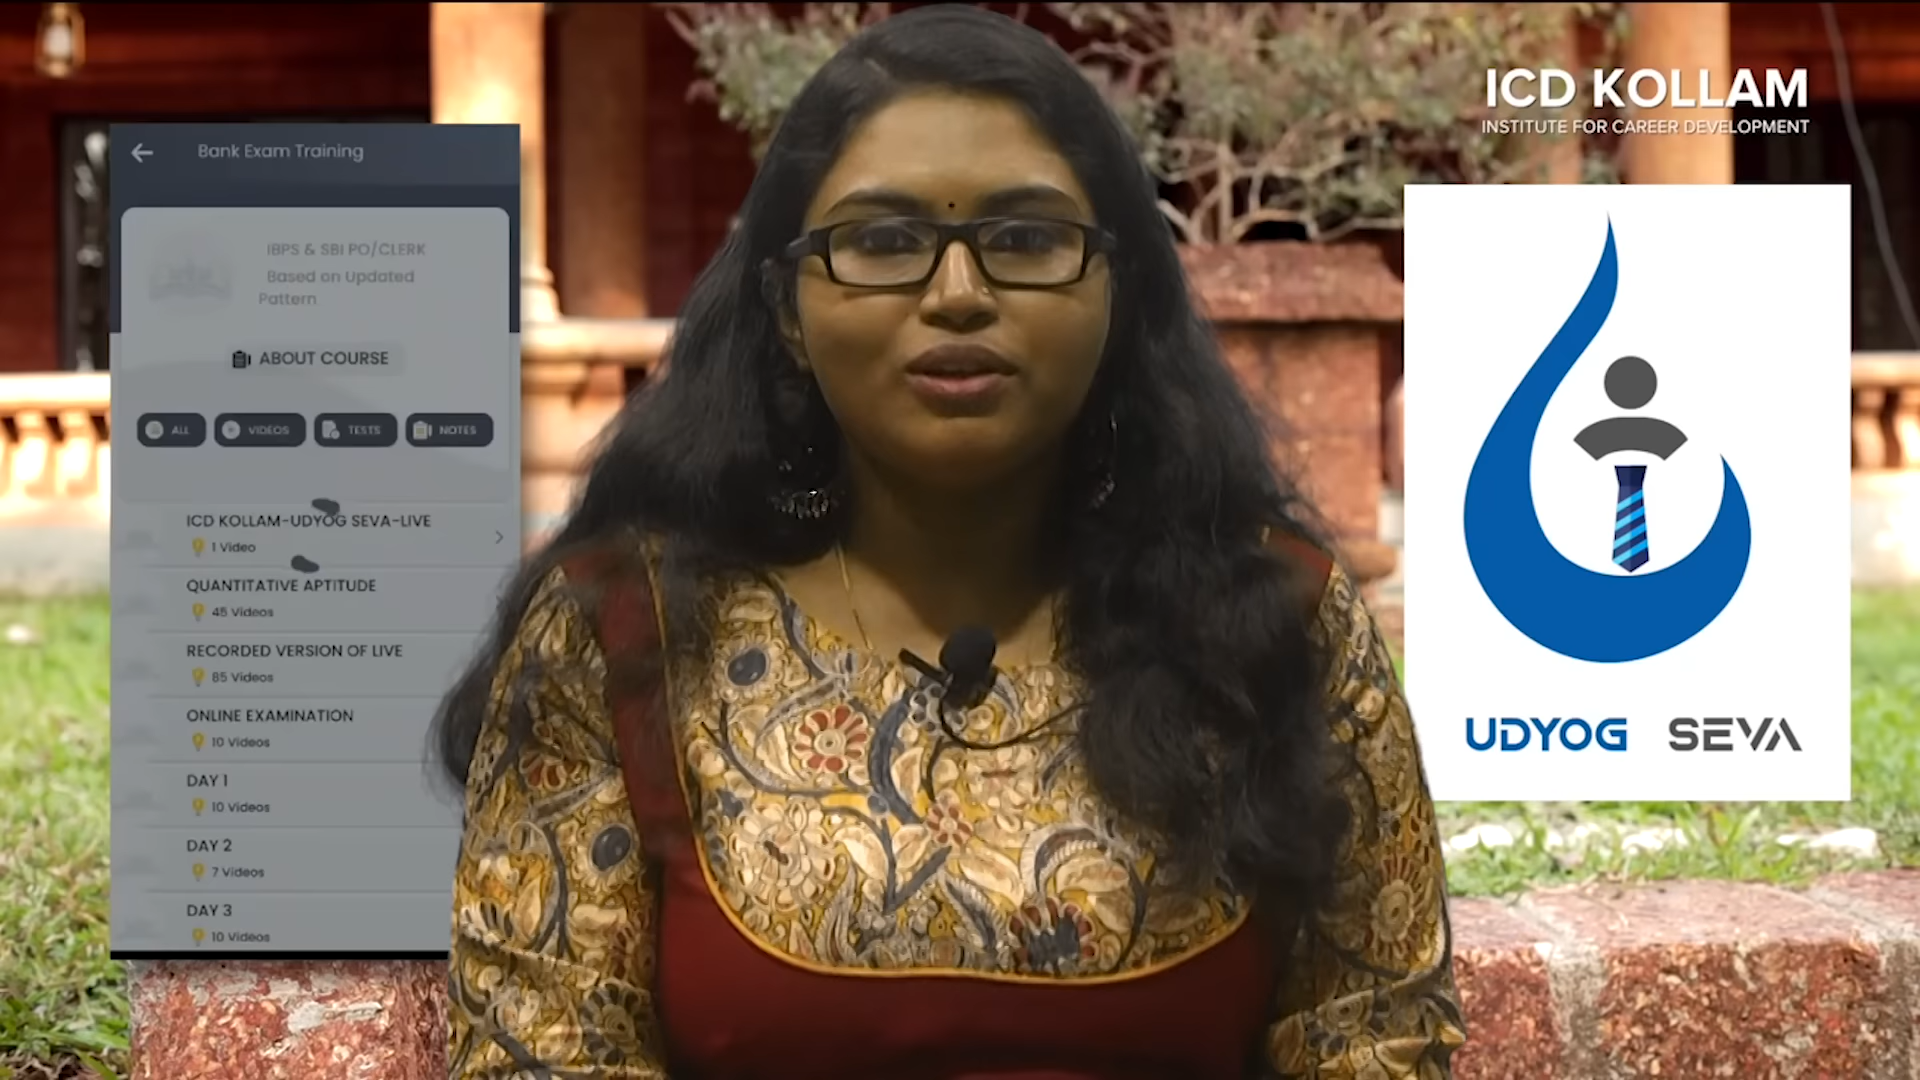 Bank Exam Training
IBPS & SBI PO/CLERK
Based on Updated
Pattern
ABOUT COURSE
ALL
VIDEOS
TESTS
NOTES
ICD KOLLAM-UDYOG SEVA-LIVE
1 Video
QUANTITATIVE APTITUDE
45 Videos
RECORDED VERSION OF LIVE
85 Videos
ONLINE EXAMINATION
10 Videos
DAY 1
10 Videos
DAY 2
7 Videos
DAY 3
10 Videos
ICD KOLLAM
INSTITUTE FOR CAREER DEVELOPMENT
UDYOG SEVA